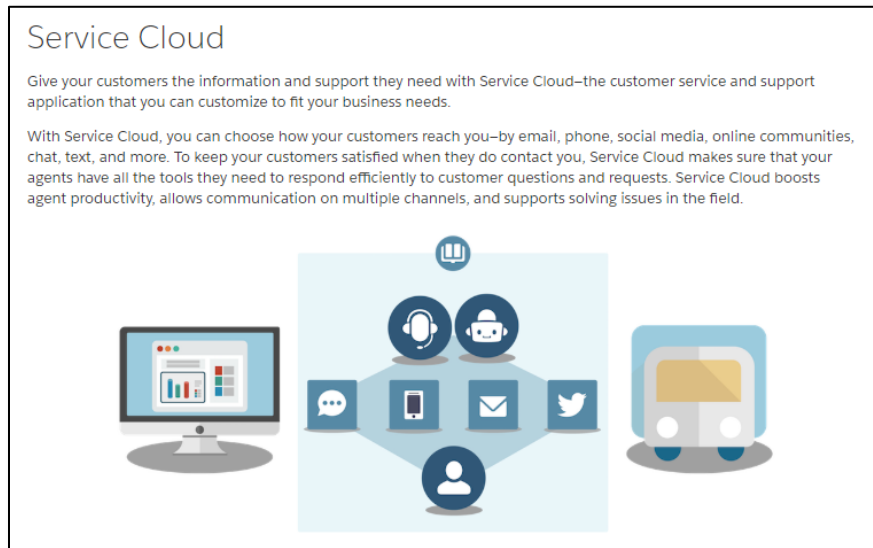 Service Cloud
Give your customers the information and support they need with Service Cloud—the customer service and support
application that you can customize to fit your business needs.
With Service Cloud, you can choose how your customers reach you—by email, phone, social media, online communities,
chat, text, and more. To keep your customers satisfied when they do contact you, Service Cloud makes sure that your
agents have all the tools they need to respond efficiently to customer questions and requests. Service Cloud boosts
agent productivity, allows communication on multiple channels, and supports solving issues in the field.